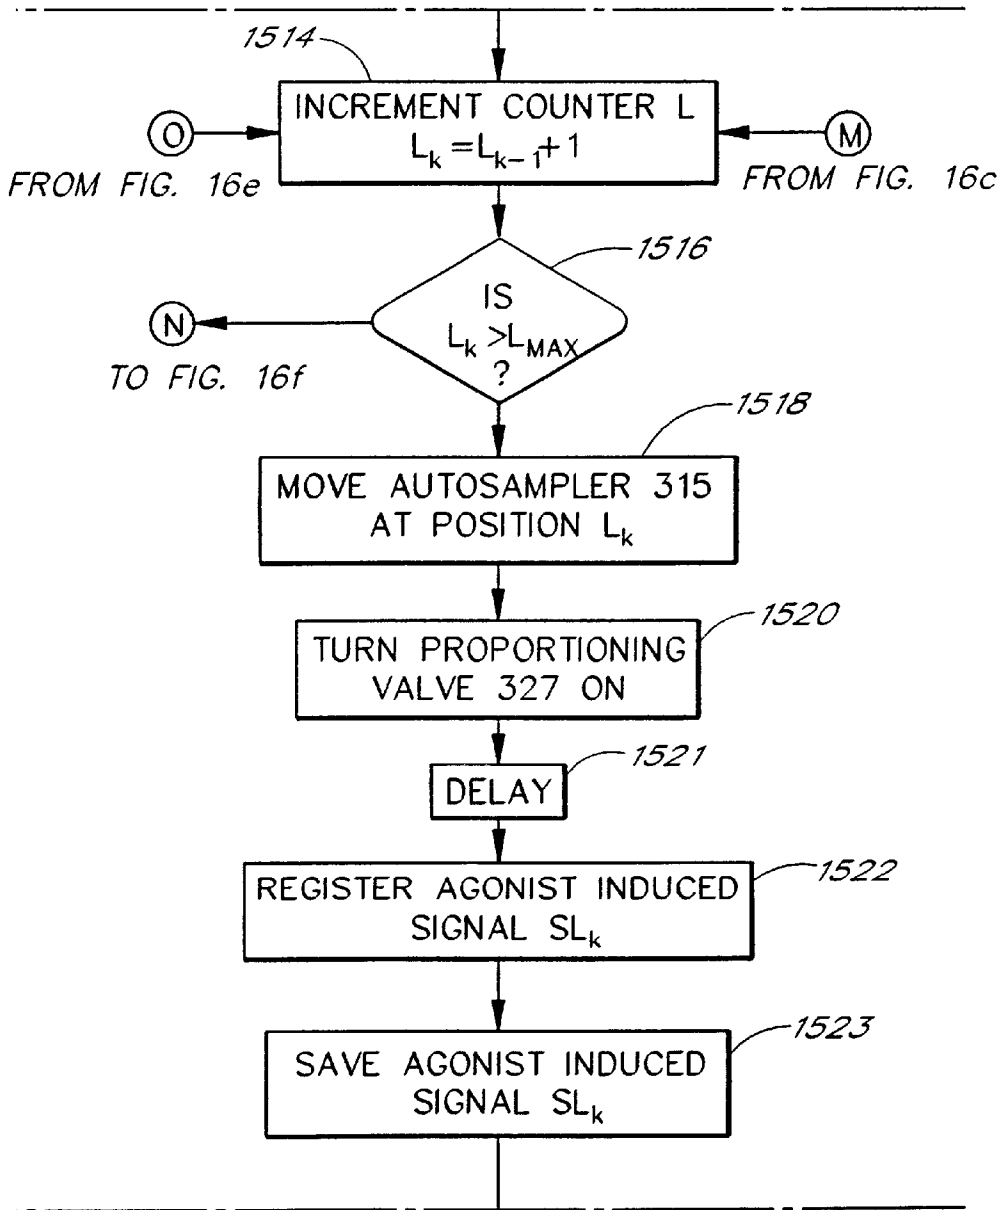 1514
INCREMENT COUNTER L
L_k = L_{k-1} + 1
O
FROM FIG. 16e
M
FROM FIG. 16c
1516
IS
L_k > L_MAX
?
N
TO FIG. 16f
1518
MOVE AUTOSAMPLER 315
AT POSITION L_k
1520
TURN PROPORTIONING
VALVE 327 ON
1521
DELAY
1522
REGISTER AGONIST INDUCED
SIGNAL SL_k
1523
SAVE AGONIST INDUCED
SIGNAL SL_k